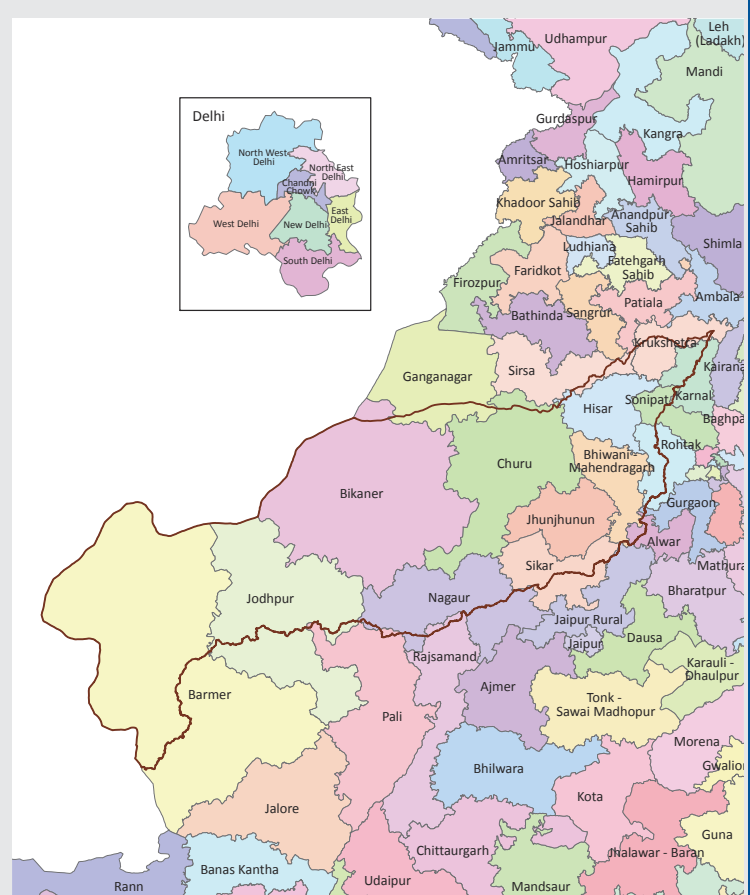 Leh
(Ladakh)
Udhampur
Jammu
Mandi
Delhi
Gurdaspur
Kangra
North West
Delhi
North East
Delhi
Chandni
Chowk
West Delhi
New Delhi
East
Delhi
South Delhi
Amritsar
Hoshiarpur
Hamirpur
Khadoor Sahib
Jalandhar
Anandpur
Sahib
Ludhiana
Shimla
Fatehgarh
Sahib
Faridkot
Firozpur
Ambala
Patiala
Sangrur
Bathinda
Krukshetra
Kairana
Sirsa
Ganganagar
Karnal
Sonipat
Hisar
Baghpa
Rohtak
Bhiwani-
Mahendragarh
Churu
Bikaner
Gurgaon
Jhunjhunun
Alwar
Sikar
Mathura
Bharatpur
Jodhpur
Nagaur
Jaipur Rural
Jaipur
Dausa
Rajsamand
Karauli -
Dhaulpur
Ajmer
Barmer
Tonk -
Sawai Madhopur
Pali
Morena
Gwalior
Bhilwara
Kota
Jalore
Guna
Jhalawar - Baran
Chittaurgarh
Banas Kantha
Udaipur
Mandsaur
Rann